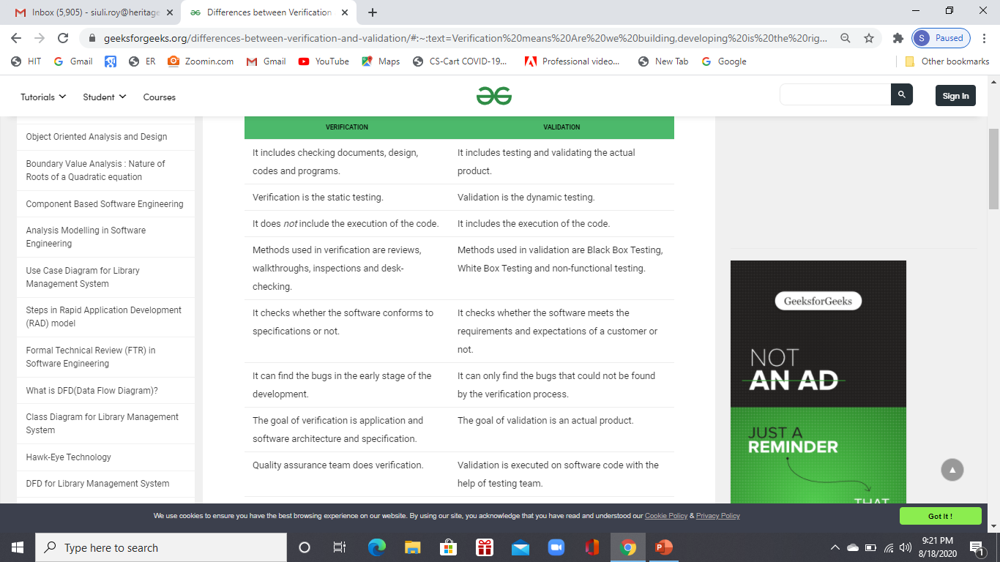 Inbox (5,905) - siuli.roy@heritage
Differences between Verification
geeksforgeeks.org/differences-between-verification-and-validation/#:~:text=Verification%20means%20Are%20we%20building,developing%20is%20the%20rig...
S Paused
HIT Gmail ER Zoomin.com Gmail YouTube Maps CS-Cart COVID-19... Professional video... New Tab Google Other bookmarks
Tutorials Student Courses Sign In
Object Oriented Analysis and Design
Boundary Value Analysis : Nature of
Roots of a Quadratic equation
Component Based Software Engineering
Analysis Modelling in Software
Engineering
Use Case Diagram for Library
Management System
Steps in Rapid Application Development
(RAD) model
Formal Technical Review (FTR) in
Software Engineering
What is DFD(Data Flow Diagram)?
Class Diagram for Library Management
System
Hawk-Eye Technology
DFD for Library Management System
VERIFICATION VALIDATION
It includes checking documents, design,
codes and programs.
It includes testing and validating the actual
product.
Verification is the static testing.
Validation is the dynamic testing.
It does not include the execution of the code.
It includes the execution of the code.
Methods used in verification are reviews,
walkthroughs, inspections and desk-
checking.
Methods used in validation are Black Box Testing,
White Box Testing and non-functional testing.
It checks whether the software conforms to
specifications or not.
It checks whether the software meets the
requirements and expectations of a customer or
not.
It can find the bugs in the early stage of the
development.
It can only find the bugs that could not be found
by the verification process.
The goal of verification is application and
software architecture and specification.
The goal of validation is an actual product.
Quality assurance team does verification.
Validation is executed on software code with the
help of testing team.
GeeksforGeeks
NOT
AN AD
JUST A
REMINDER
THAT
We use cookies to ensure you have the best browsing experience on our website. By using our site, you acknowledge that you have read and understood our Cookie Policy & Privacy Policy
Got It !
Type here to search
9:21 PM
8/18/2020
1